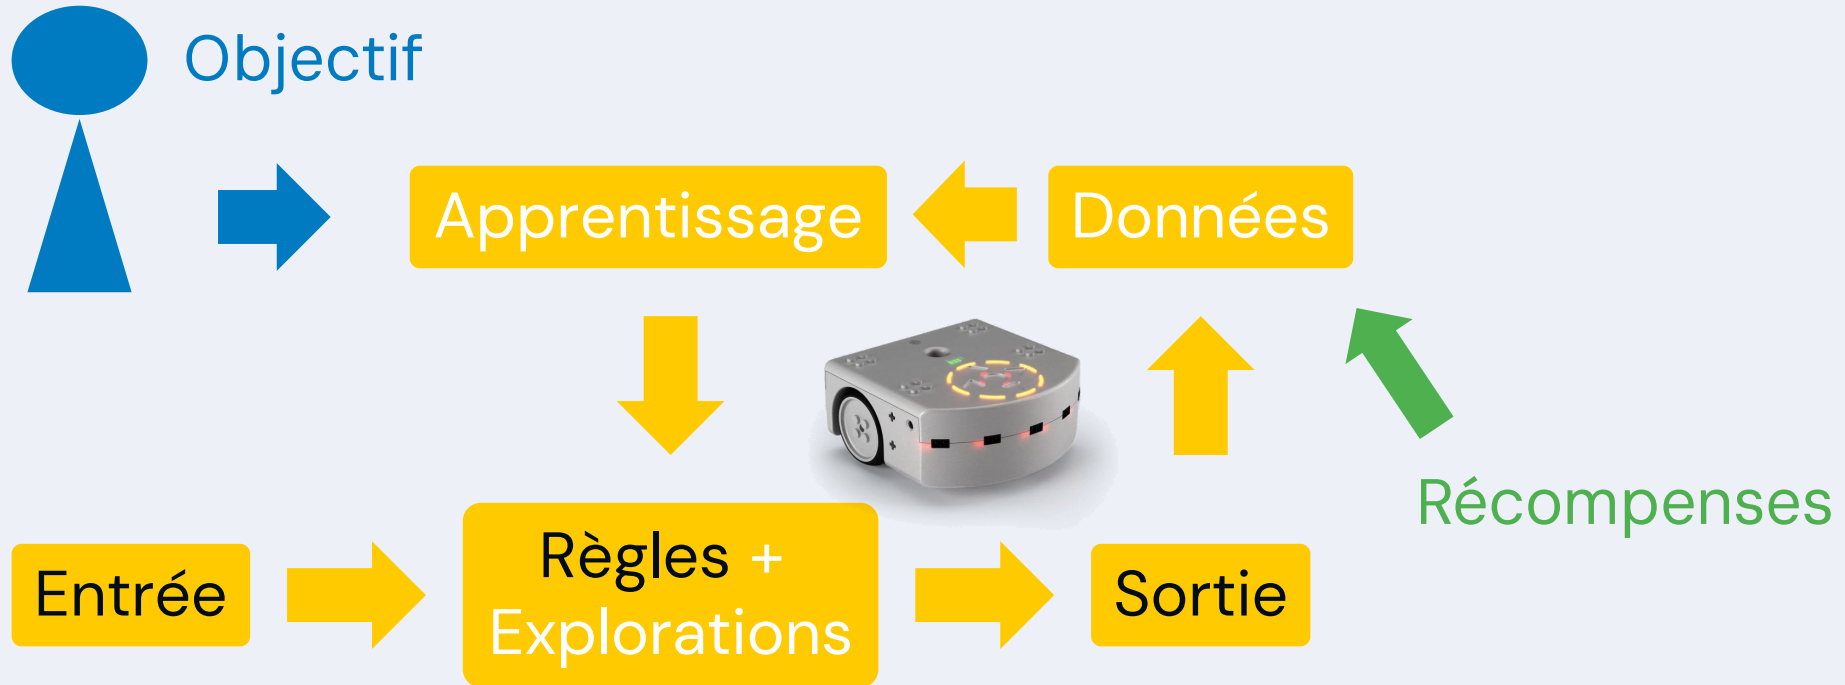 Objectif
Apprentissage
Données
Récompenses
Entrée
Règles +
Explorations
Sortie